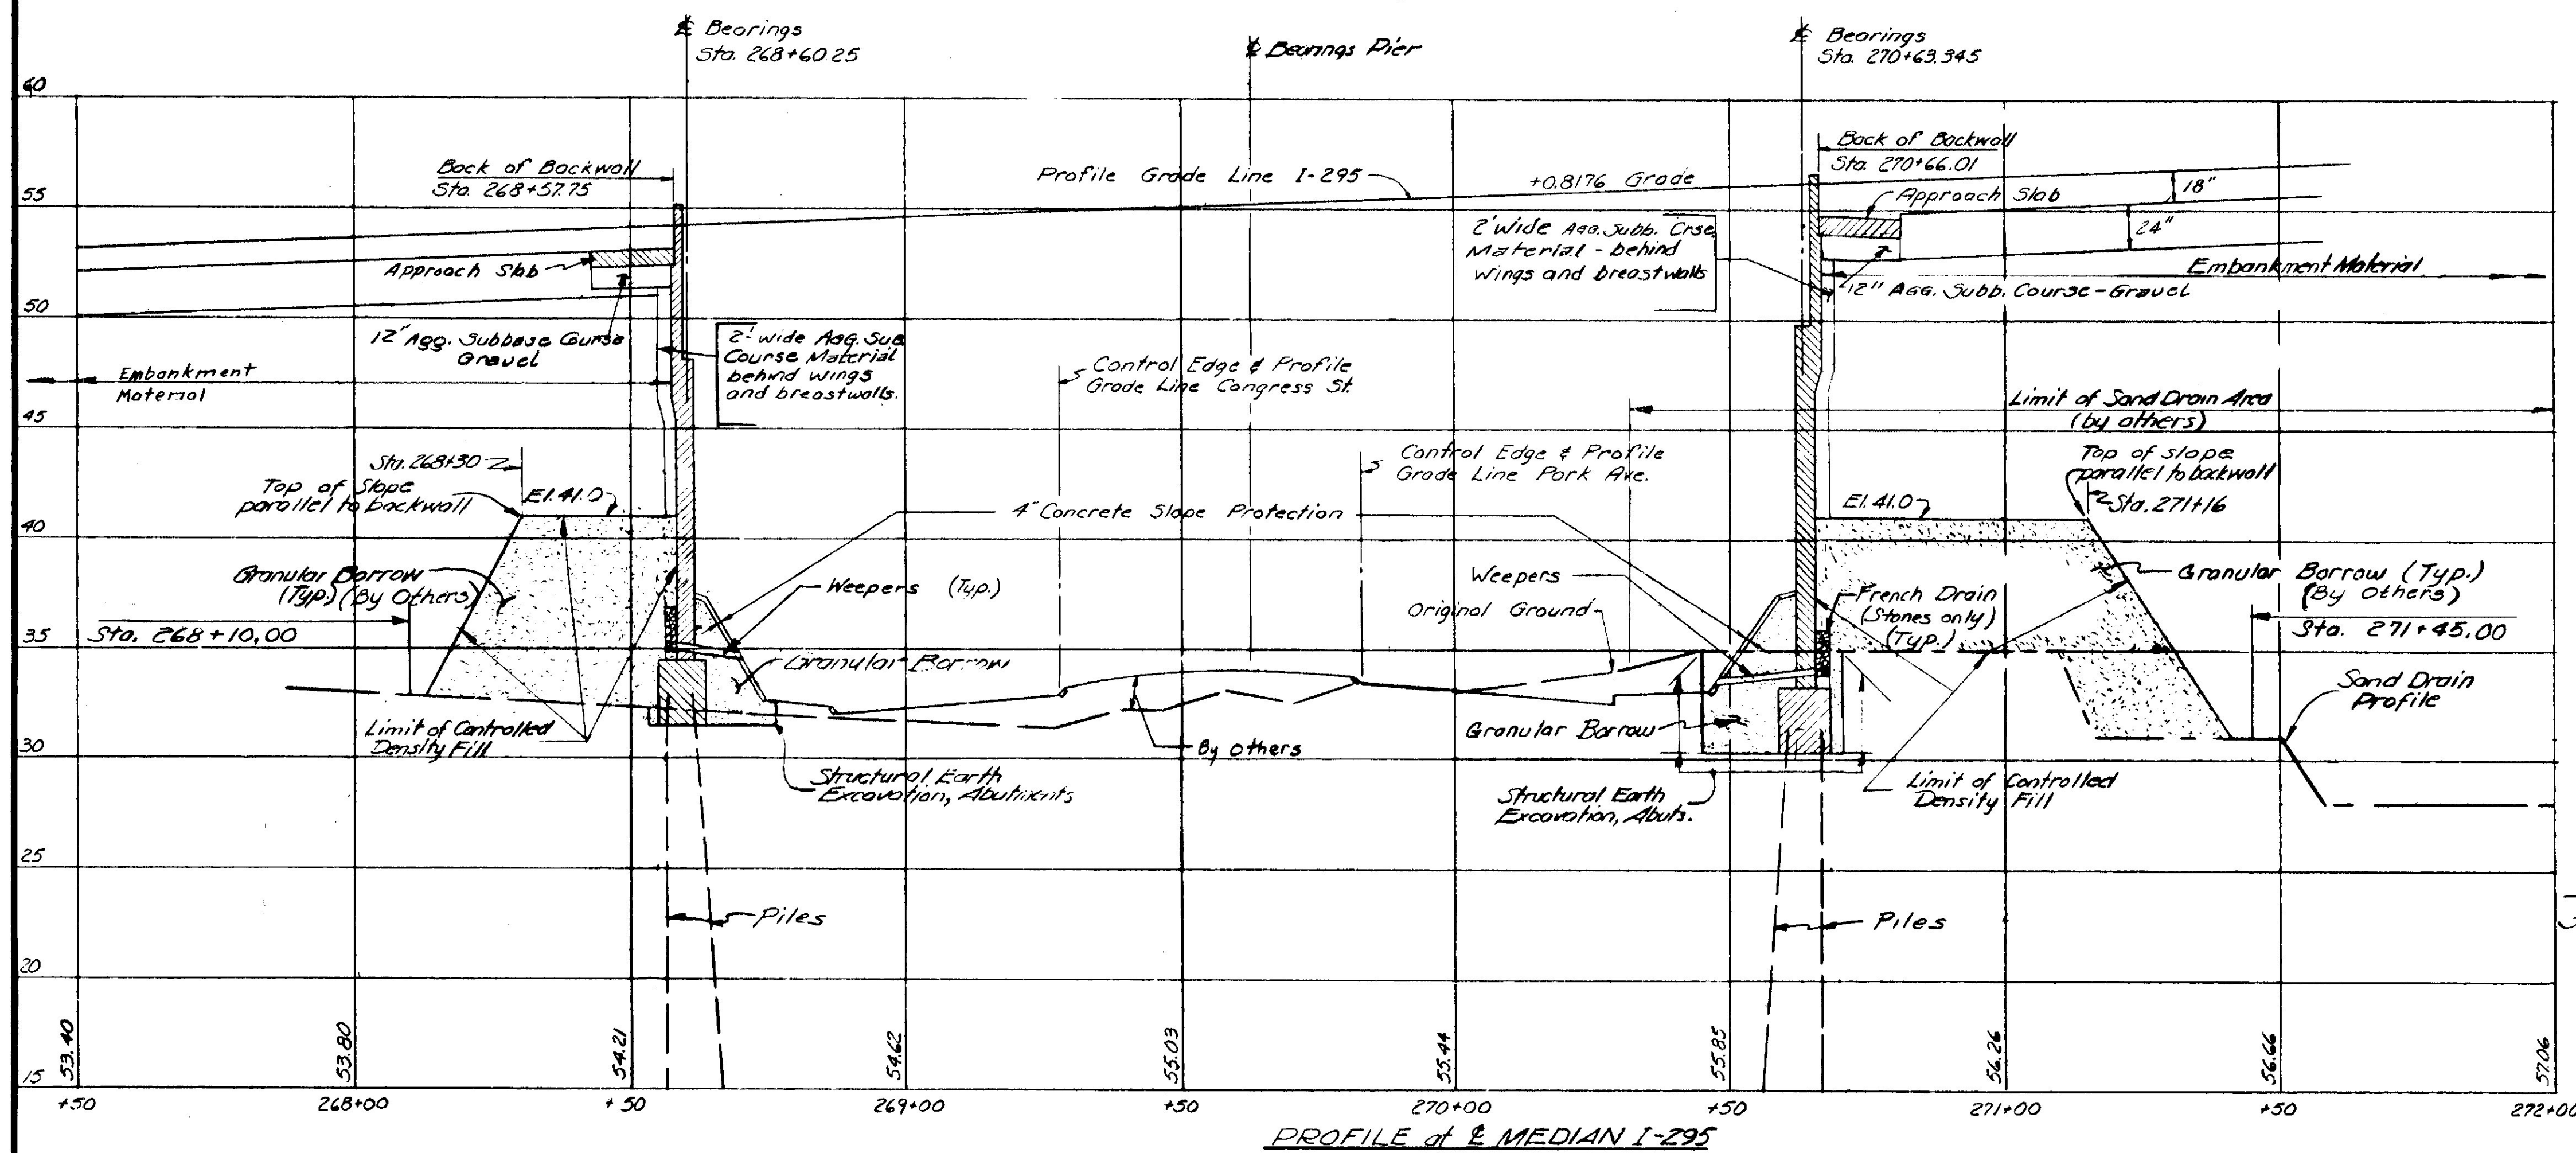 ℄ Bearings
Sta. 268+60.25
℄ Bearings Pier
℄ Bearings
Sta. 270+63.345
60
55
50
45
40
35
30
25
20
15
Back of Backwall
Sta. 268+57.75
Profile Grade Line I-295
+0.8176 Grade
Back of Backwall
Sta. 270+66.01
Approach Slab
18"
24"
2' wide Agg. Subb. Crse.
Material - behind
wings and breastwalls
Embankment Material
12" Agg. Subb. Course-Gravel
Approach Slab
12" Agg. Subbase Course
Gravel
2' wide Agg. Sub
Course Material
behind wings
and breastwalls.
Embankment
Material
Control Edge & Profile
Grade Line Congress St.
Limit of Sand Drain Area
(by others)
Sta. 268+30
Top of Slope
parallel to backwall
El. 41.0
Control Edge & Profile
Grade Line Park Ave.
Top of slope
parallel to backwall
Sta. 271+16
El. 41.0
4" Concrete Slope Protection
Granular Borrow
(Typ.) (By Others)
Weepers (Typ.)
Weepers
Original Ground
French Drain
(Stones only)
(Typ.)
Granular Borrow (Typ.)
(By Others)
Sta. 268+10.00
Sta. 271+45.00
Granular Borrow
Sand Drain
Profile
Limit of Controlled
Density Fill
By Others
Granular Borrow
Structural Earth
Excavation, Abutments
Structural Earth
Excavation, Abuts.
Limit of Controlled
Density Fill
Piles
Piles
53.40
53.80
54.21
54.62
55.03
55.44
55.85
56.26
56.66
57.06
+50
268+00
+50
269+00
+50
270+00
+50
271+00
+50
272+00
PROFILE at ℄ MEDIAN I-295